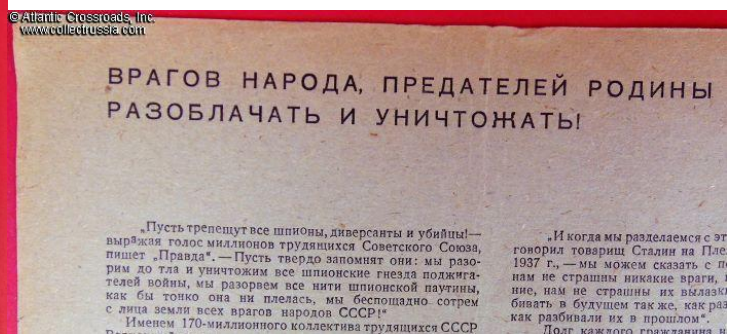 © Atlantic Crossroads, Inc.
www.collectrussia.com
ВРАГОВ НАРОДА, ПРЕДАТЕЛЕЙ РОДИНЫ
РАЗОБЛАЧАТЬ И УНИЧТОЖАТЬ!
„Пусть трепещут все шпионы, диверсанты и убийцы!—
выражая голос миллионов трудящихся Советского Союза,
пишет „Правда“. — Пусть твердо запомнят они: мы разо-
рим до тла и уничтожим все шпионские гнезда поджига-
телей войны, мы разорвем все нити шпионской паутины,
как бы тонко она ни плелась, мы беспощадно сотрем
с лица земли всех врагов народов СССР!“
Именем 170-миллионного коллектива трудящихся СССР
„И когда мы разделаемся с
говорил товарищ Сталин на
1937 г., — мы можем сказать с
нам не страшны никакие враги,
ние, нам не страшны их
бивать в будущем так же, как
как разбивали их в прошлом“.
Долг каждого гражданина